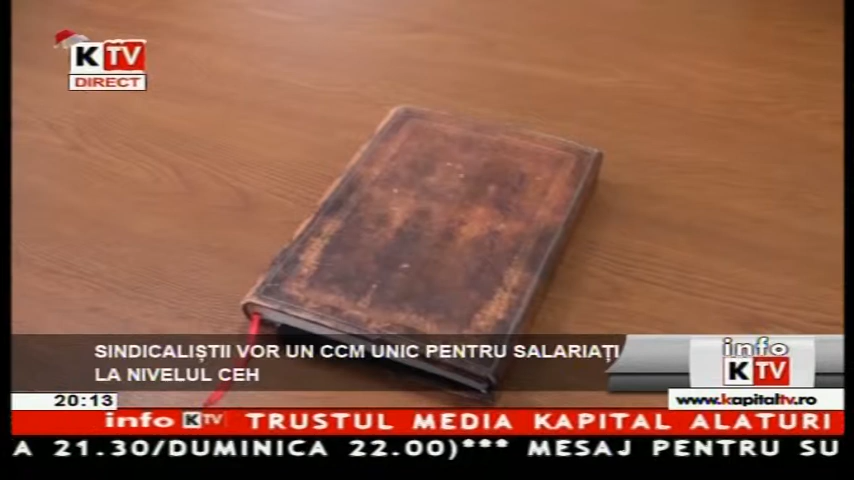 KTV
DIRECT
SINDICALIȘTII VOR UN CCM UNIC PENTRU SALARIAȚI
LA NIVELUL CEH
info
KTV
www.kapitaltv.ro
20:13
info KTV TRUSTUL MEDIA KAPITAL ALATURI
A 21.30/DUMINICA 22.00)*** MESAJ PENTRU SU